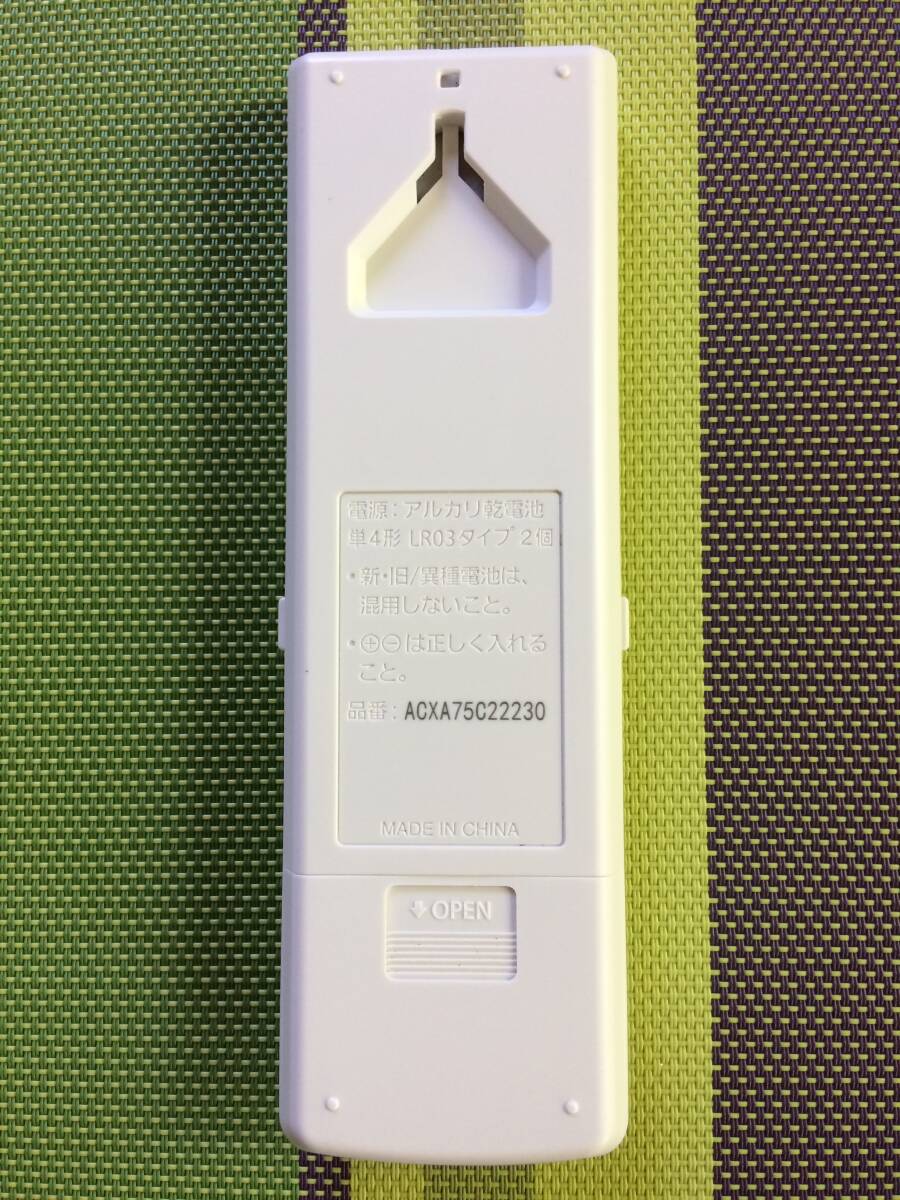 電源：アルカリ乾電池
単4形 LR03タイプ 2個
・新・旧/異種電池は、
混用しないこと。
・⊕⊖は正しく入れる
こと。
品番：ACXA75C22230
MADE IN CHINA
OPEN